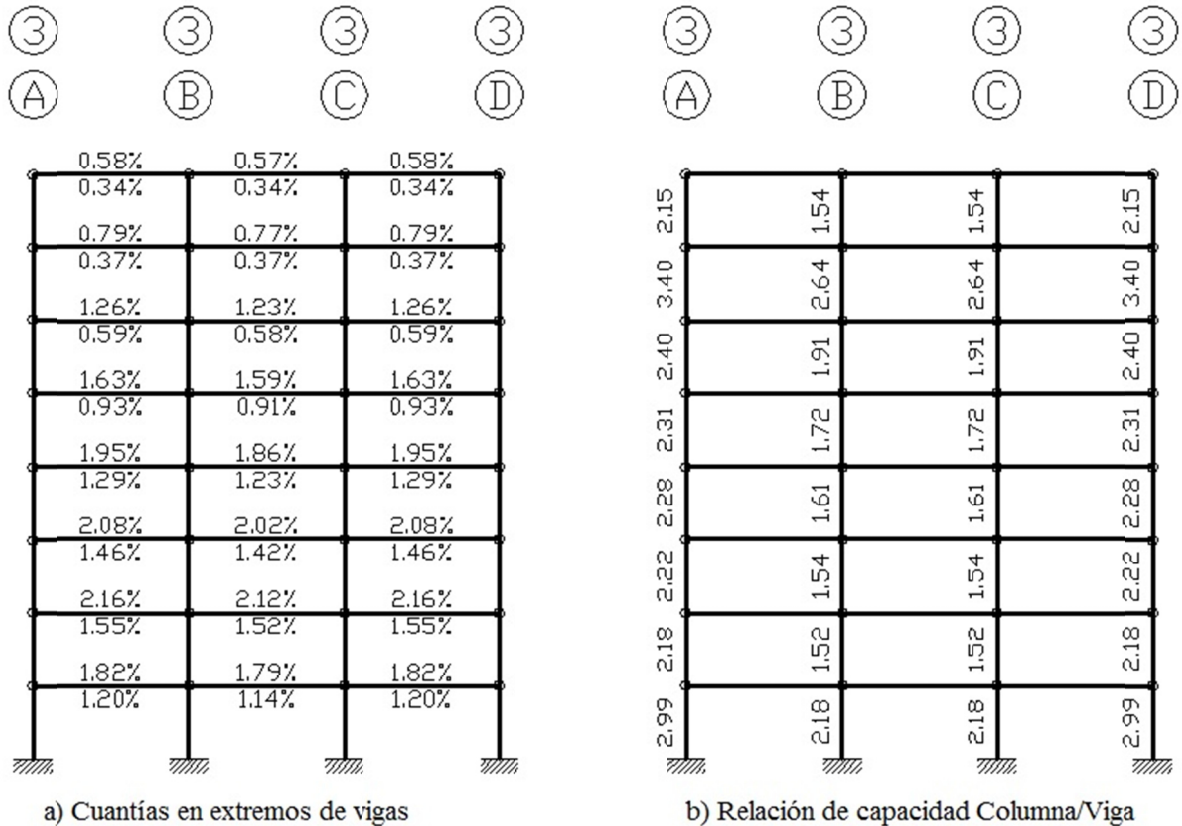 3 3 3 3 3 3 3 3
A B C D A B C D
0.58% 0.57% 0.58%
0.34% 0.34% 0.34%
2.15 1.54 1.54 2.15
0.79% 0.77% 0.79%
0.37% 0.37% 0.37%
3.40 2.64 2.64 3.40
1.26% 1.23% 1.26%
0.59% 0.58% 0.59%
2.40 1.91 1.91 2.40
1.63% 1.59% 1.63%
0.93% 0.91% 0.93%
2.31 1.72 1.72 2.31
1.95% 1.86% 1.95%
1.29% 1.23% 1.29%
2.28 1.61 1.61 2.28
2.08% 2.02% 2.08%
1.46% 1.42% 1.46%
2.22 1.54 1.54 2.22
2.16% 2.12% 2.16%
1.55% 1.52% 1.55%
2.18 1.52 1.52 2.18
1.82% 1.79% 1.82%
1.20% 1.14% 1.20%
2.99 2.18 2.18 2.99
a) Cuantías en extremos de vigas
b) Relación de capacidad Columna/Viga